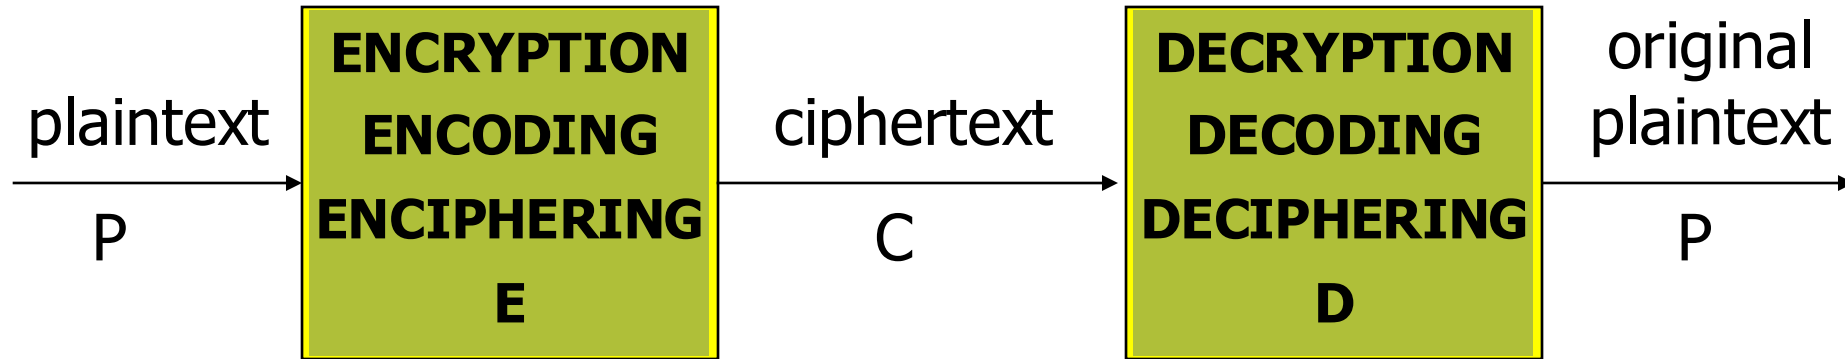 plaintext
P
ENCRYPTION
ENCODING
ENCIPHERING
E
ciphertext
C
DECRYPTION
DECODING
DECIPHERING
D
original
plaintext
P